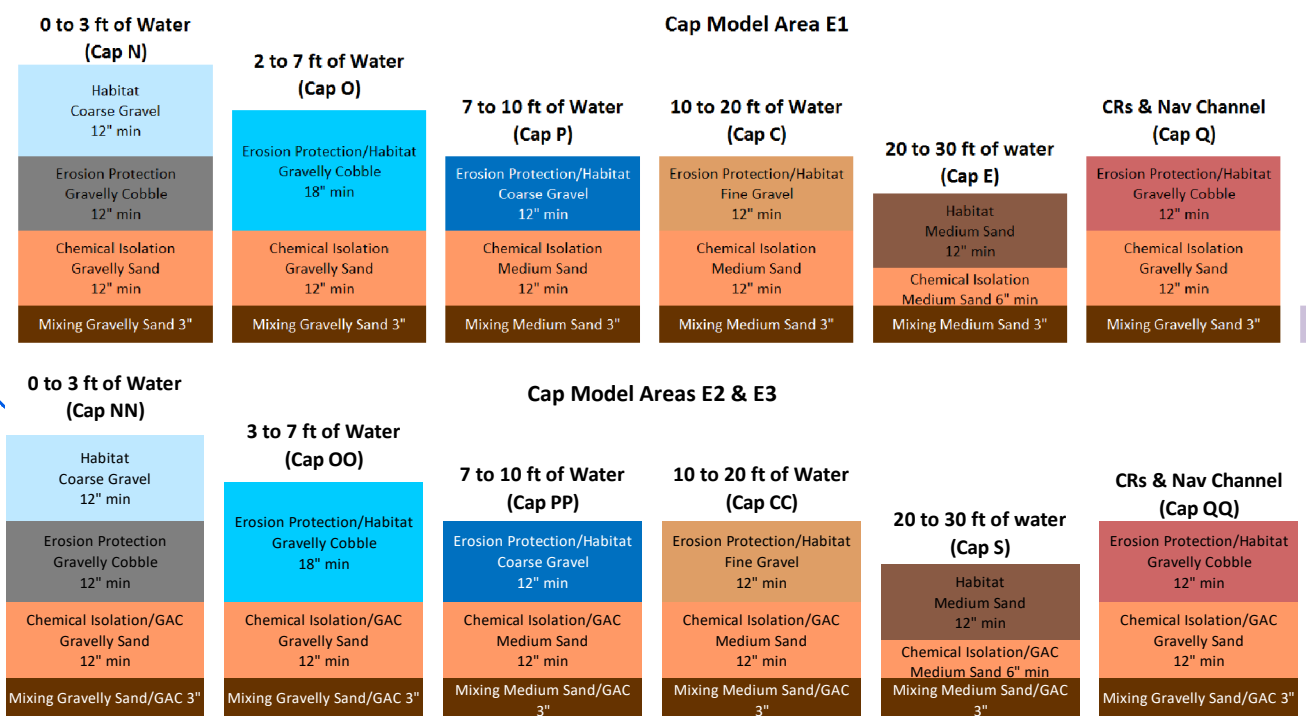 Cap Model Area E1
0 to 3 ft of Water
(Cap N)
Habitat
Coarse Gravel
12" min
Erosion Protection
Gravelly Cobble
12" min
Chemical Isolation
Gravelly Sand
12" min
Mixing Gravelly Sand 3"
2 to 7 ft of Water
(Cap O)
Erosion Protection/Habitat
Gravelly Cobble
18" min
Chemical Isolation
Gravelly Sand
12" min
Mixing Gravelly Sand 3"
7 to 10 ft of Water
(Cap P)
Erosion Protection/Habitat
Coarse Gravel
12" min
Chemical Isolation
Medium Sand
12" min
Mixing Medium Sand 3"
10 to 20 ft of Water
(Cap C)
Erosion Protection/Habitat
Fine Gravel
12" min
Chemical Isolation
Medium Sand
12" min
Mixing Medium Sand 3"
20 to 30 ft of water
(Cap E)
Habitat
Medium Sand
12" min
Chemical Isolation
Medium Sand 6" min
Mixing Medium Sand 3"
CRs & Nav Channel
(Cap Q)
Erosion Protection/Habitat
Gravelly Cobble
12" min
Chemical Isolation
Gravelly Sand
12" min
Mixing Gravelly Sand 3"
Cap Model Areas E2 & E3
0 to 3 ft of Water
(Cap NN)
Habitat
Coarse Gravel
12" min
Erosion Protection
Gravelly Cobble
12" min
Chemical Isolation/GAC
Gravelly Sand
12" min
Mixing Gravelly Sand/GAC 3"
3 to 7 ft of Water
(Cap OO)
Erosion Protection/Habitat
Gravelly Cobble
18" min
Chemical Isolation/GAC
Gravelly Sand
12" min
Mixing Gravelly Sand/GAC 3"
7 to 10 ft of Water
(Cap PP)
Erosion Protection/Habitat
Coarse Gravel
12" min
Chemical Isolation/GAC
Medium Sand
12" min
Mixing Medium Sand/GAC
3"
10 to 20 ft of Water
(Cap CC)
Erosion Protection/Habitat
Fine Gravel
12" min
Chemical Isolation/GAC
Medium Sand
12" min
Mixing Medium Sand/GAC
3"
20 to 30 ft of water
(Cap S)
Habitat
Medium Sand
12" min
Chemical Isolation/GAC
Medium Sand 6" min
Mixing Medium Sand/GAC
3"
CRs & Nav Channel
(Cap QQ)
Erosion Protection/Habitat
Gravelly Cobble
12" min
Chemical Isolation/GAC
Gravelly Sand
12" min
Mixing Gravelly Sand/GAC 3"